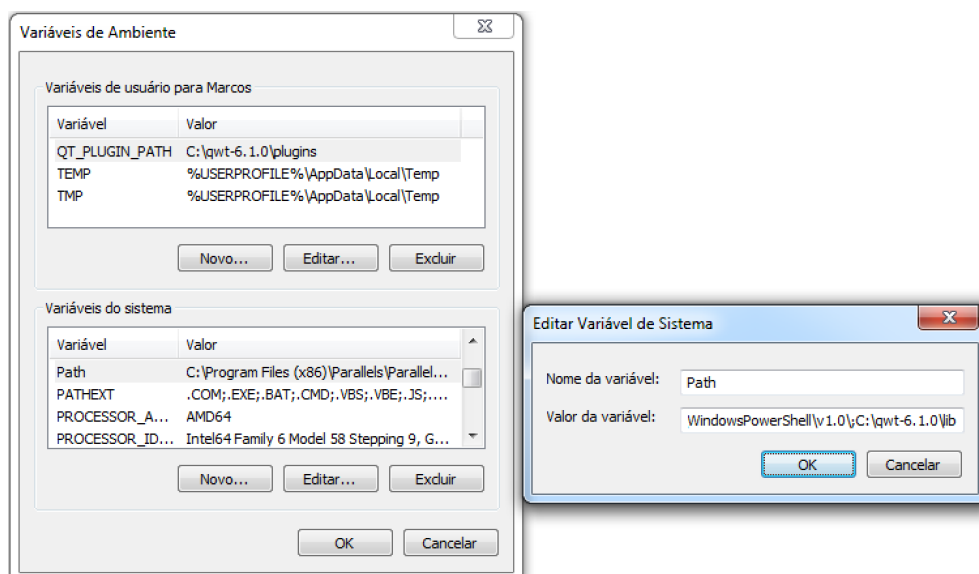 Variáveis de Ambiente
Variáveis de usuário para Marcos
Variável Valor
QT_PLUGIN_PATH C:\qwt-6.1.0\plugins
TEMP %USERPROFILE%\AppData\Local\Temp
TMP %USERPROFILE%\AppData\Local\Temp
Novo... Editar... Excluir
Variáveis do sistema
Variável Valor
Path C:\Program Files (x86)\Parallels\Parallel...
PATHEXT .COM;.EXE;.BAT;.CMD;.VBS;.VBE;.JS;....
PROCESSOR_A... AMD64
PROCESSOR_ID... Intel64 Family 6 Model 58 Stepping 9, G...
Novo... Editar... Excluir
OK Cancelar
Editar Variável de Sistema
Nome da variável: Path
Valor da variável: WindowsPowerShell\v1.0\;C:\qwt-6.1.0\lib
OK Cancelar